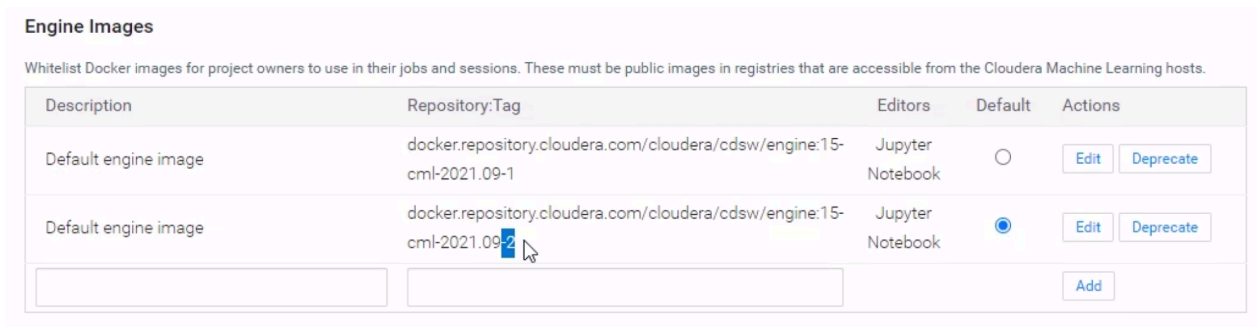 Engine Images
Whitelist Docker images for project owners to use in their jobs and sessions. These must be public images in registries that are accessible from the Cloudera Machine Learning hosts.
Description Repository:Tag Editors Default Actions
Default engine image docker.repository.cloudera.com/cloudera/cdsw/engine:15- Jupyter Edit Deprecate
cml-2021.09-1 Notebook
Default engine image docker.repository.cloudera.com/cloudera/cdsw/engine:15- Jupyter Edit Deprecate
cml-2021.09-2 Notebook
Add